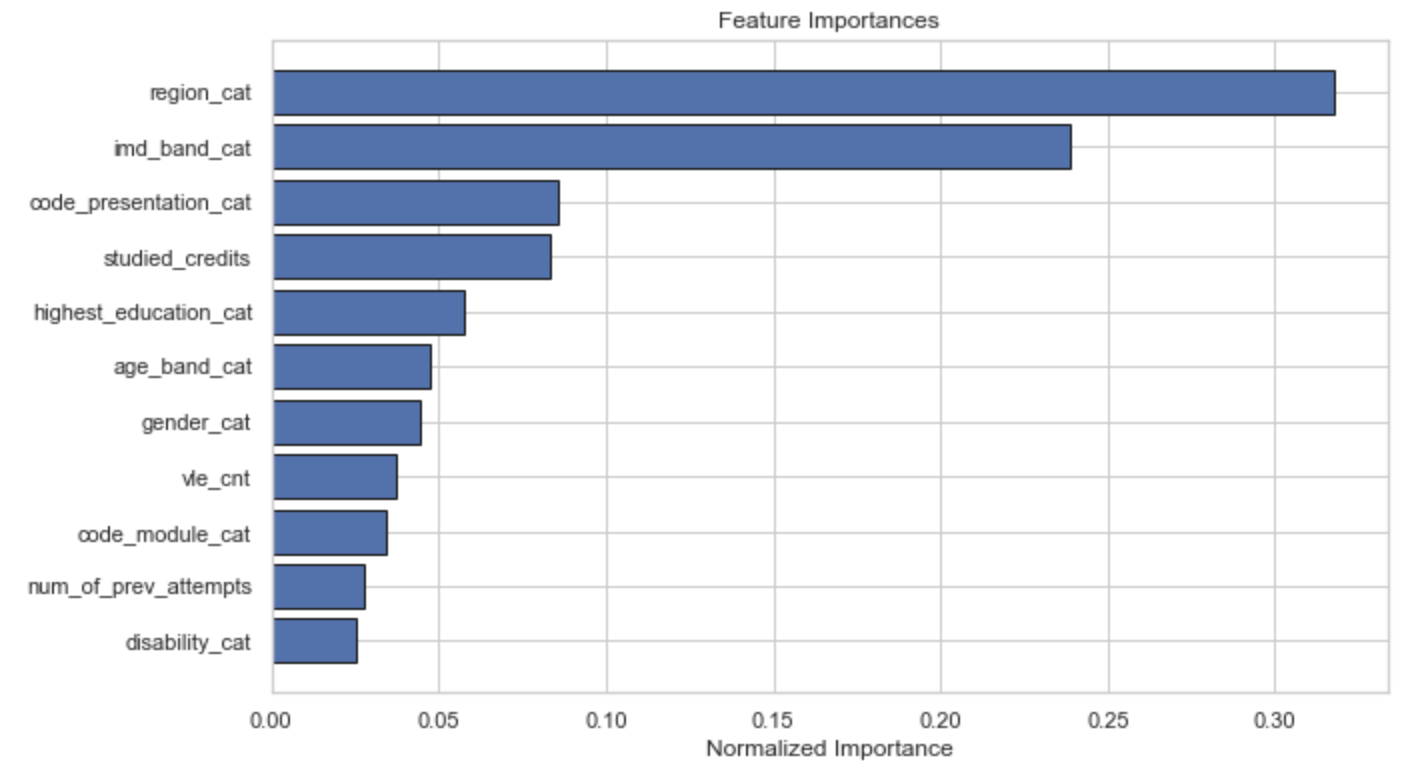 Feature Importances
region_cat
imd_band_cat
code_presentation_cat
studied_credits
highest_education_cat
age_band_cat
gender_cat
vle_cnt
code_module_cat
num_of_prev_attempts
disability_cat
0.00 0.05 0.10 0.15 0.20 0.25 0.30
Normalized Importance